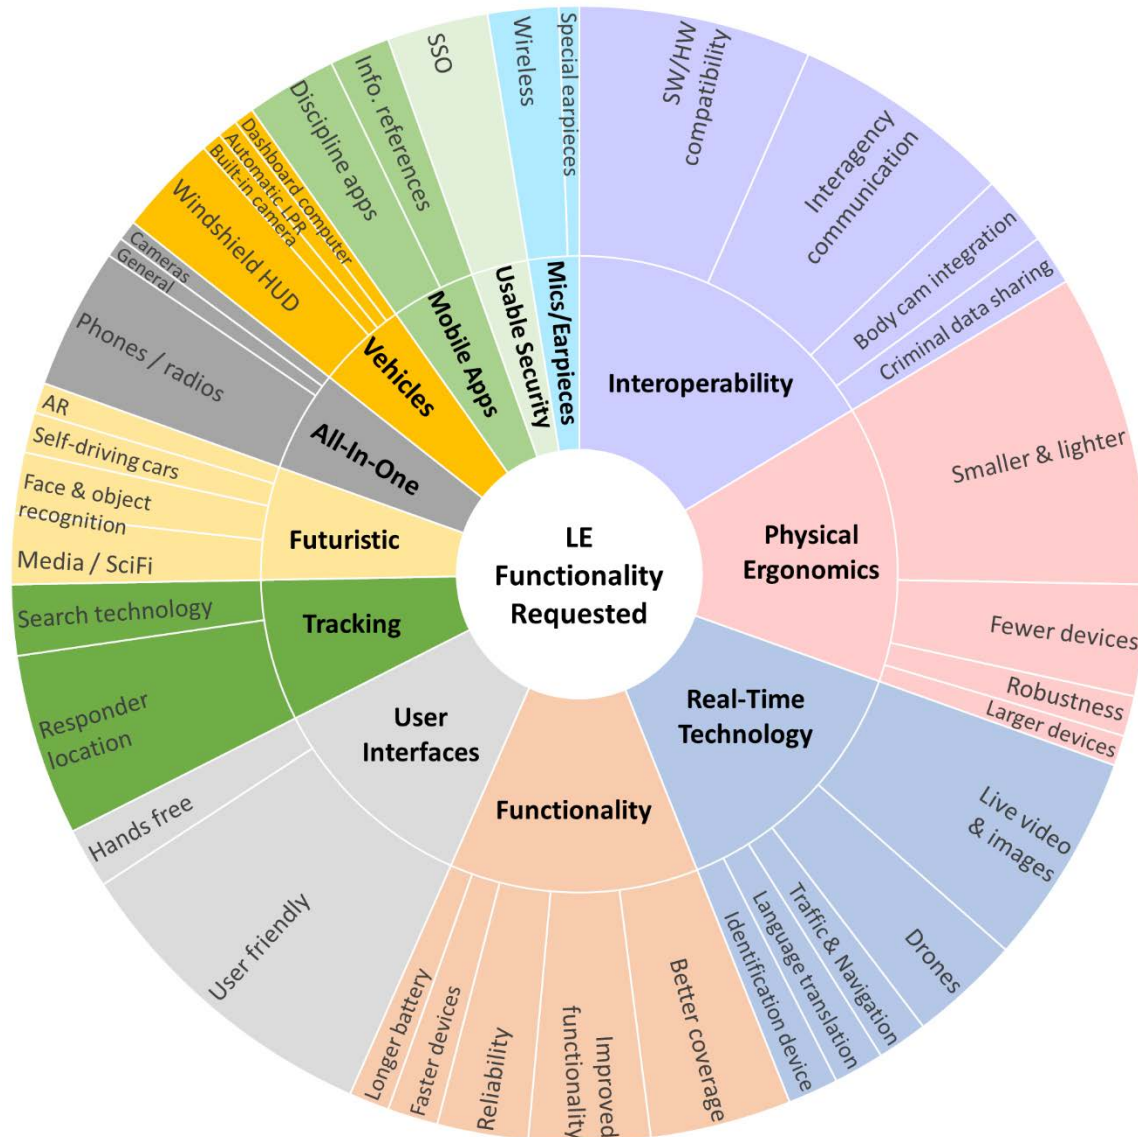 LE
Functionality
Requested
Interoperability
SW/HW
compatibility
Interagency
communication
Body cam integration
Criminal data sharing
Physical
Ergonomics
Smaller & lighter
Fewer devices
Robustness
Larger devices
Real-Time
Technology
Live video
& images
Drones
Traffic & Navigation
Language translation
Identification device
Functionality
Better coverage
Improved
functionality
Reliability
Faster devices
Longer battery
User
Interfaces
User friendly
Hands free
Tracking
Responder
location
Search technology
Futuristic
Media / SciFi
Face & object
recognition
Self-driving cars
AR
All-In-One
Phones / radios
General
Cameras
Vehicles
Windshield HUD
Built-in camera
Automatic LPR
Dashboard computer
Mobile Apps
Discipline apps
Info. references
Usable Security
SSO
Mics/Earpieces
Wireless
Special earpieces